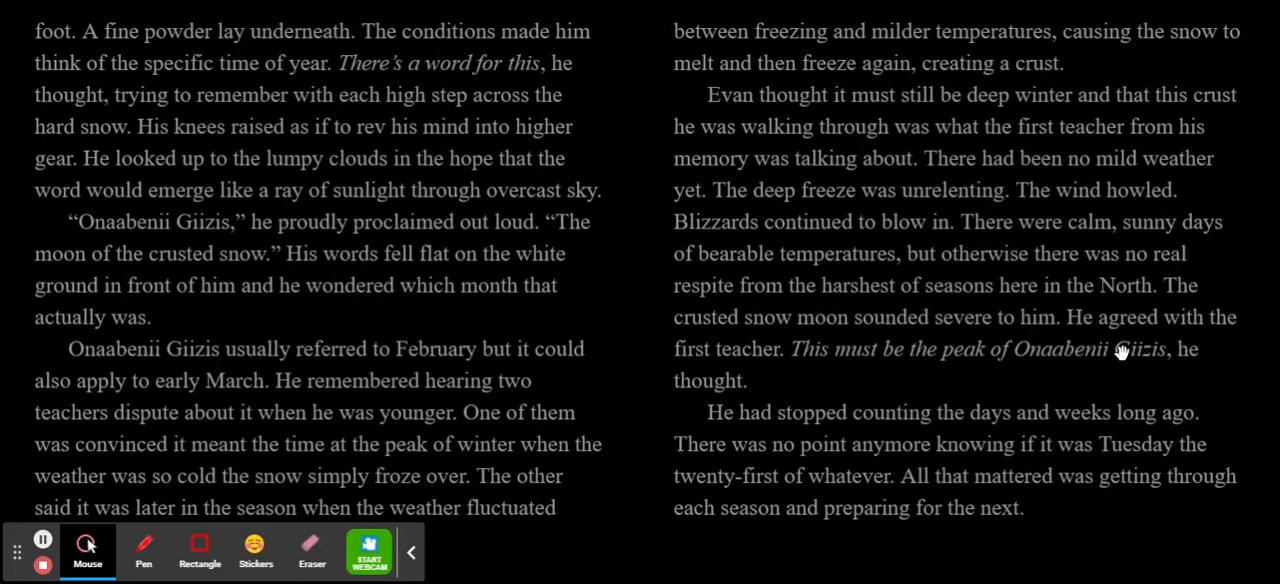 foot. A fine powder lay underneath. The conditions made him
think of the specific time of year. There's a word for this, he
thought, trying to remember with each high step across the
hard snow. His knees raised as if to rev his mind into higher
gear. He looked up to the lumpy clouds in the hope that the
word would emerge like a ray of sunlight through overcast sky.
“Onaabenii Giizis,” he proudly proclaimed out loud. “The
moon of the crusted snow.” His words fell flat on the white
ground in front of him and he wondered which month that
actually was.
Onaabenii Giizis usually referred to February but it could
also apply to early March. He remembered hearing two
teachers dispute about it when he was younger. One of them
was convinced it meant the time at the peak of winter when the
weather was so cold the snow simply froze over. The other
said it was later in the season when the weather fluctuated
between freezing and milder temperatures, causing the snow to
melt and then freeze again, creating a crust.
Evan thought it must still be deep winter and that this crust
he was walking through was what the first teacher from his
memory was talking about. There had been no mild weather
yet. The deep freeze was unrelenting. The wind howled.
Blizzards continued to blow in. There were calm, sunny days
of bearable temperatures, but otherwise there was no real
respite from the harshest of seasons here in the North. The
crusted snow moon sounded severe to him. He agreed with the
first teacher. This must be the peak of Onaabenii Giizis, he
thought.
He had stopped counting the days and weeks long ago.
There was no point anymore knowing if it was Tuesday the
twenty-first of whatever. All that mattered was getting through
each season and preparing for the next.
Mouse
Pen
Rectangle
Stickers
Eraser
START
WEBCAM